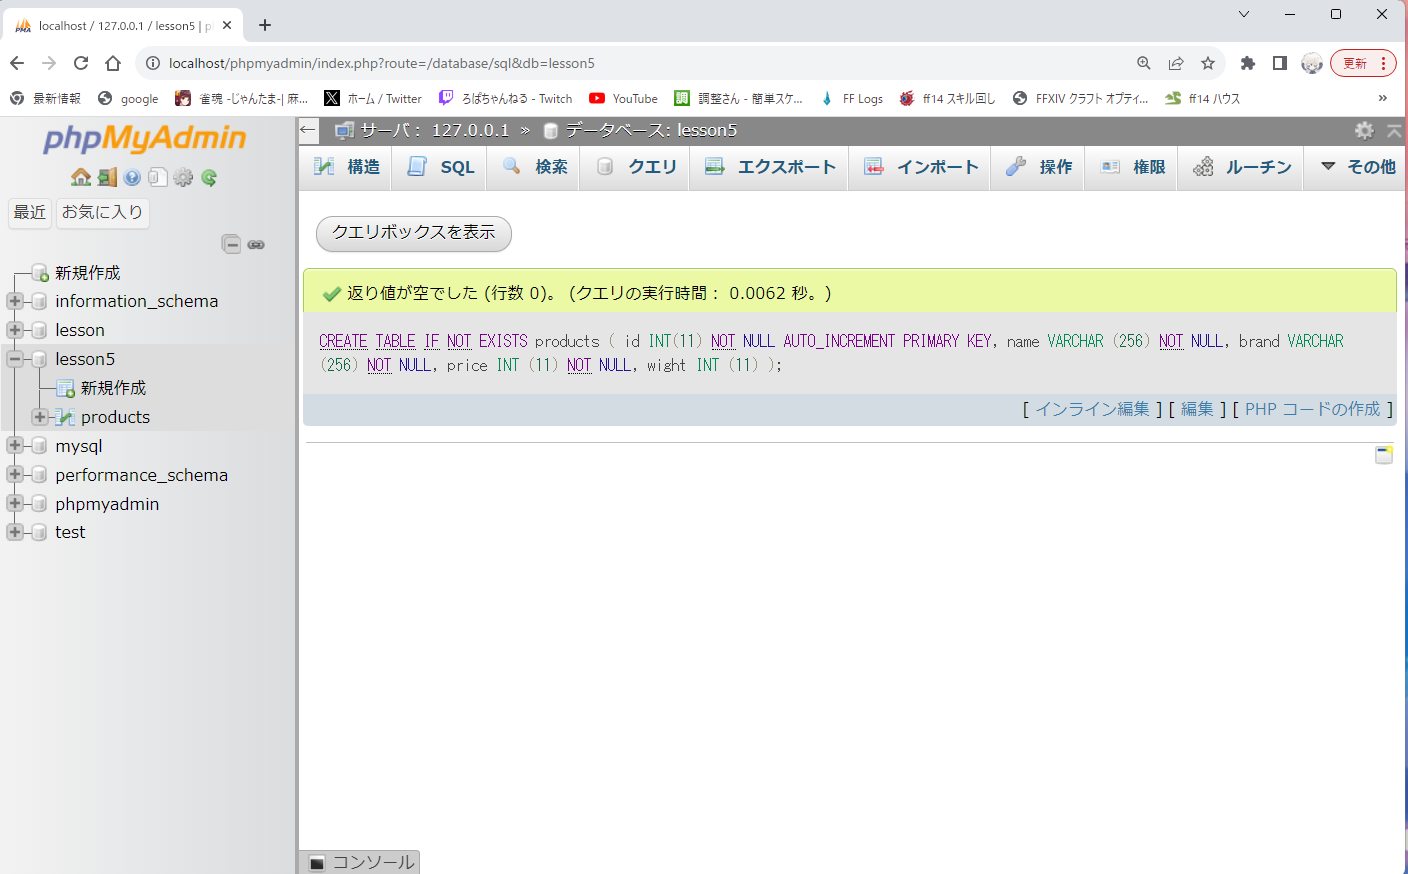 localhost / 127.0.0.1 / lesson5 | p
localhost/phpmyadmin/index.php?route=/database/sql&db=lesson5
更新
最新情報 google 雀魂 -じゃんたま-| 麻... ホーム / Twitter ろぱちゃんねる - Twitch YouTube 調整さん - 簡単スケ... FF Logs ff14 スキル回し FFXIV クラフト オプティ... ff14 ハウス »
phpMyAdmin
最近 お気に入り
新規作成
information_schema
lesson
lesson5
新規作成
products
mysql
performance_schema
phpmyadmin
test
サーバ: 127.0.0.1 » データベース: lesson5
構造 SQL 検索 クエリ エクスポート インポート 操作 権限 ルーチン その他
クエリボックスを表示
返り値が空でした (行数 0)。 (クエリの実行時間: 0.0062 秒。)
CREATE TABLE IF NOT EXISTS products ( id INT(11) NOT NULL AUTO_INCREMENT PRIMARY KEY, name VARCHAR (256) NOT NULL, brand VARCHAR
(256) NOT NULL, price INT (11) NOT NULL, wight INT (11) );
[ インライン編集 ] [ 編集 ] [ PHP コードの作成 ]
コンソール